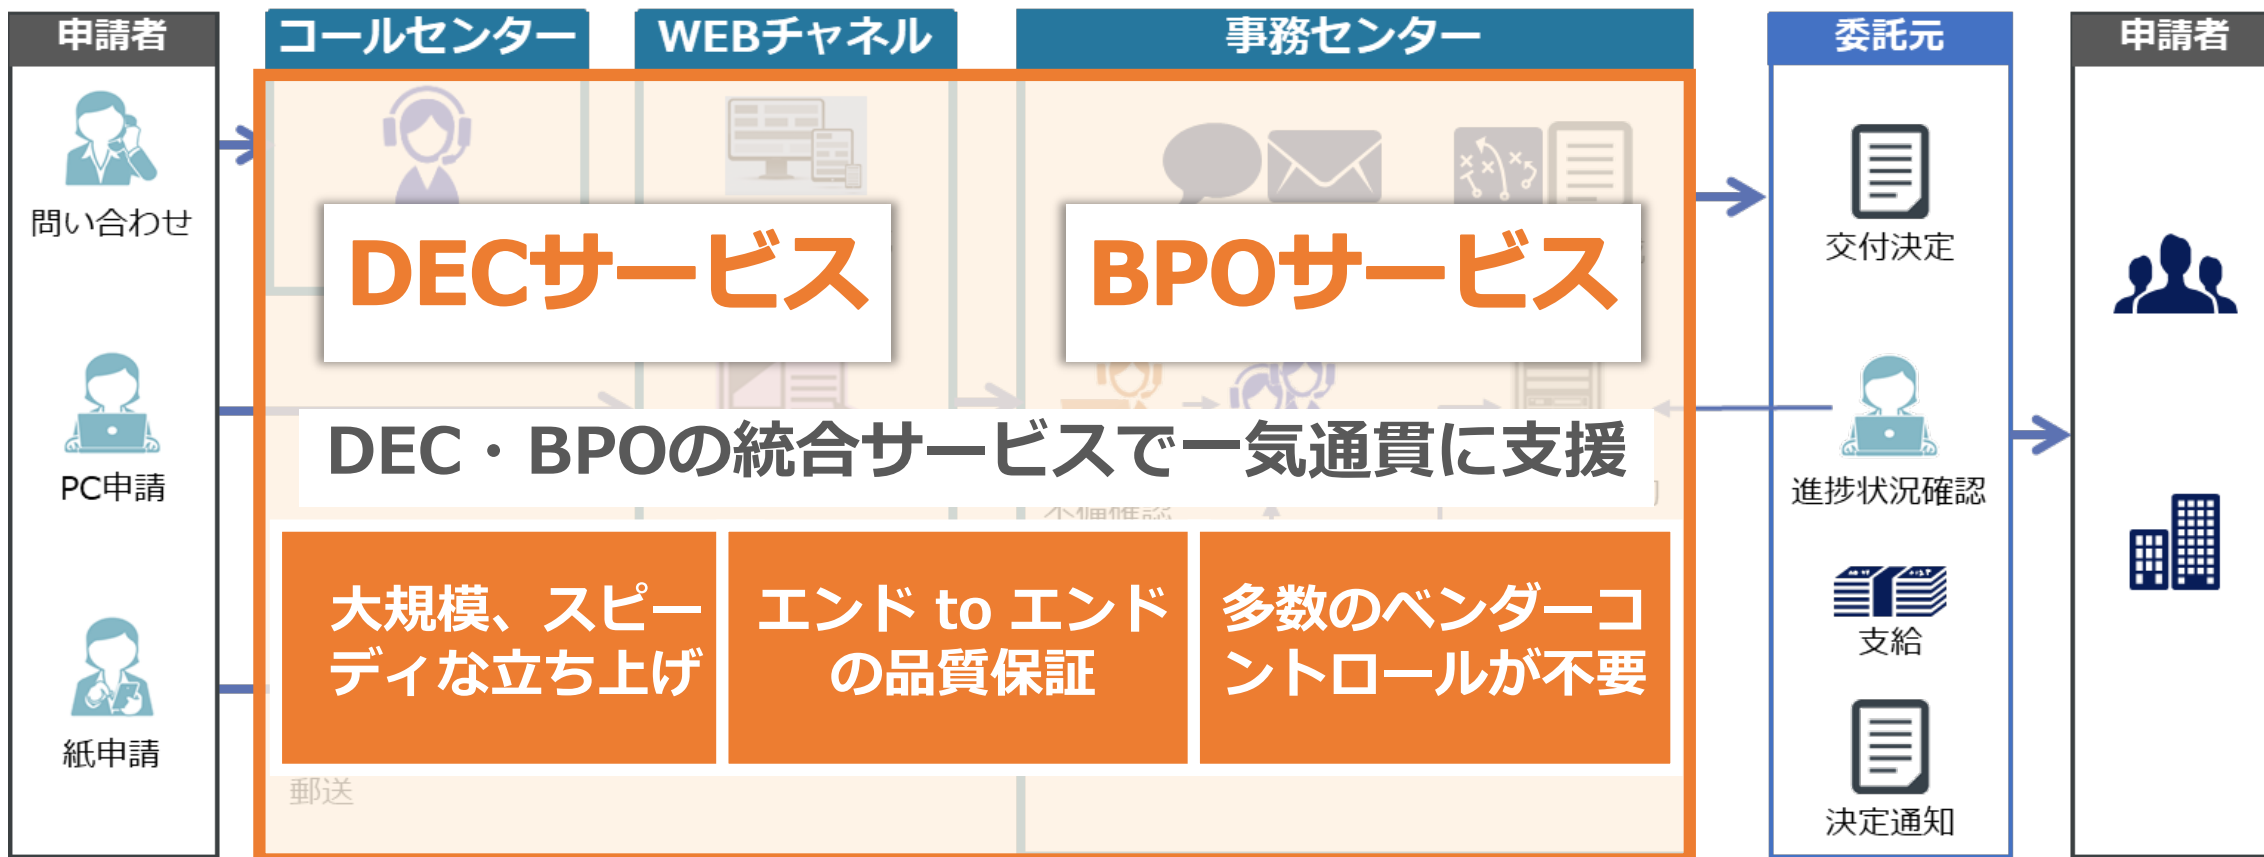 申請者
コールセンター
WEBチャネル
事務センター
委託元
申請者
問い合わせ
PC申請
紙申請
DECサービス
BPOサービス
DEC・BPOの統合サービスで一気通貫に支援
不備確認
大規模、スピー
ディな立ち上げ
エンド to エンド
の品質保証
多数のベンダーコ
ントロールが不要
郵送
交付決定
進捗状況確認
支給
決定通知